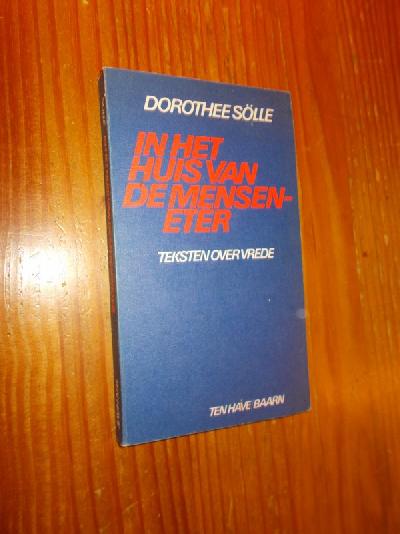 DOROTHEE SÖLLE
IN HET
HUIS VAN
DE MENSEN-
ETER
TEKSTEN OVER VREDE
TEN HAVE BAARN